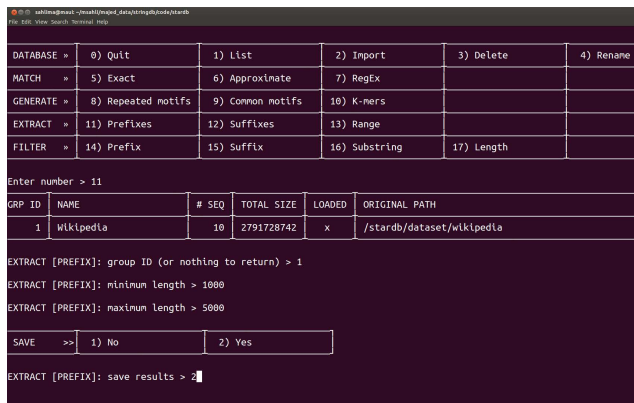 sahlima@maui: ~/msahli/majed_data/stringdb/code/stardb
File Edit View Search Terminal Help
DATABASE » 0) Quit 1) List 2) Import 3) Delete 4) Rename
MATCH » 5) Exact 6) Approximate 7) RegEx
GENERATE » 8) Repeated motifs 9) Common motifs 10) K-mers
EXTRACT » 11) Prefixes 12) Suffixes 13) Range
FILTER » 14) Prefix 15) Suffix 16) Substring 17) Length
Enter number > 11
GRP ID NAME # SEQ TOTAL SIZE LOADED ORIGINAL PATH
1 Wikipedia 10 2791728742 x /stardb/dataset/wikipedia
EXTRACT [PREFIX]: group ID (or nothing to return) > 1
EXTRACT [PREFIX]: minimum length > 1000
EXTRACT [PREFIX]: maximum length > 5000
SAVE >> 1) No 2) Yes
EXTRACT [PREFIX]: save results > 2